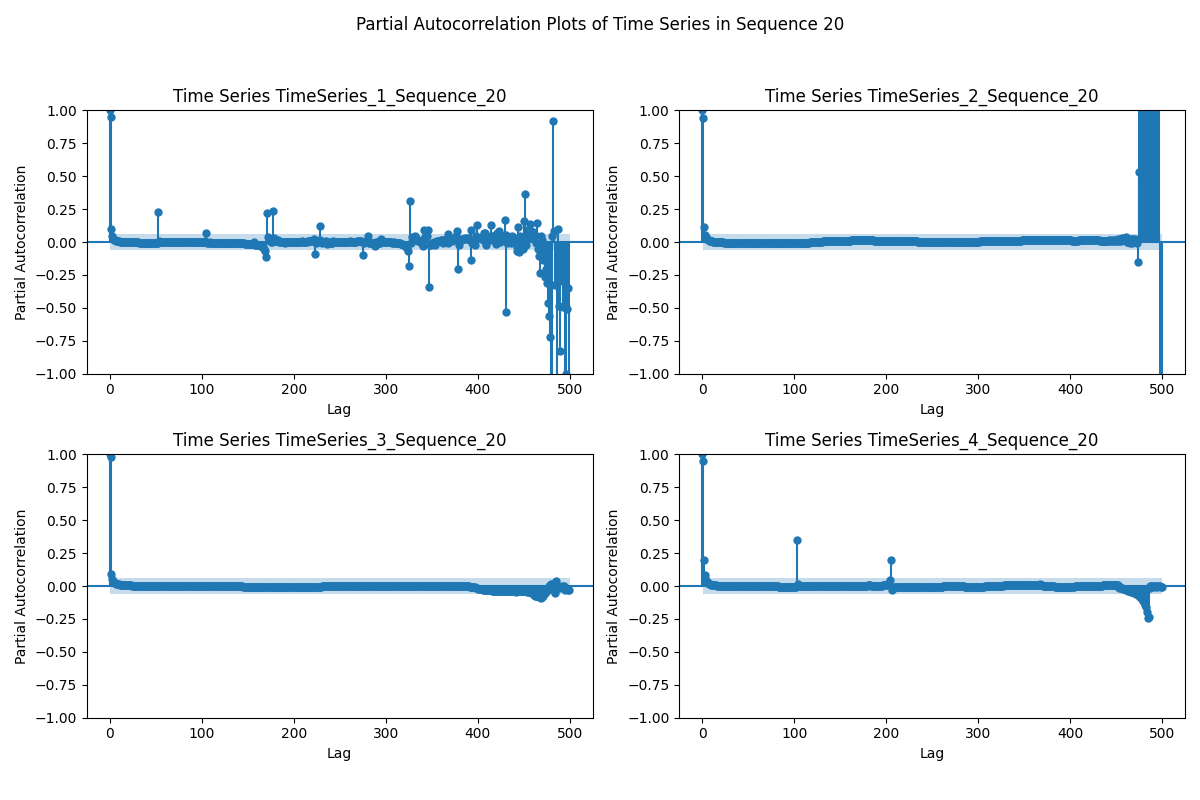 Partial Autocorrelation Plots of Time Series in Sequence 20
Time Series TimeSeries_1_Sequence_20
1.00
0.75
0.50
0.25
0.00
−0.25
−0.50
−0.75
−1.00
Partial Autocorrelation
0 100 200 300 400 500
Lag
Time Series TimeSeries_2_Sequence_20
1.00
0.75
0.50
0.25
0.00
−0.25
−0.50
−0.75
−1.00
Partial Autocorrelation
0 100 200 300 400 500
Lag
Time Series TimeSeries_3_Sequence_20
1.00
0.75
0.50
0.25
0.00
−0.25
−0.50
−0.75
−1.00
Partial Autocorrelation
0 100 200 300 400 500
Lag
Time Series TimeSeries_4_Sequence_20
1.00
0.75
0.50
0.25
0.00
−0.25
−0.50
−0.75
−1.00
Partial Autocorrelation
0 100 200 300 400 500
Lag